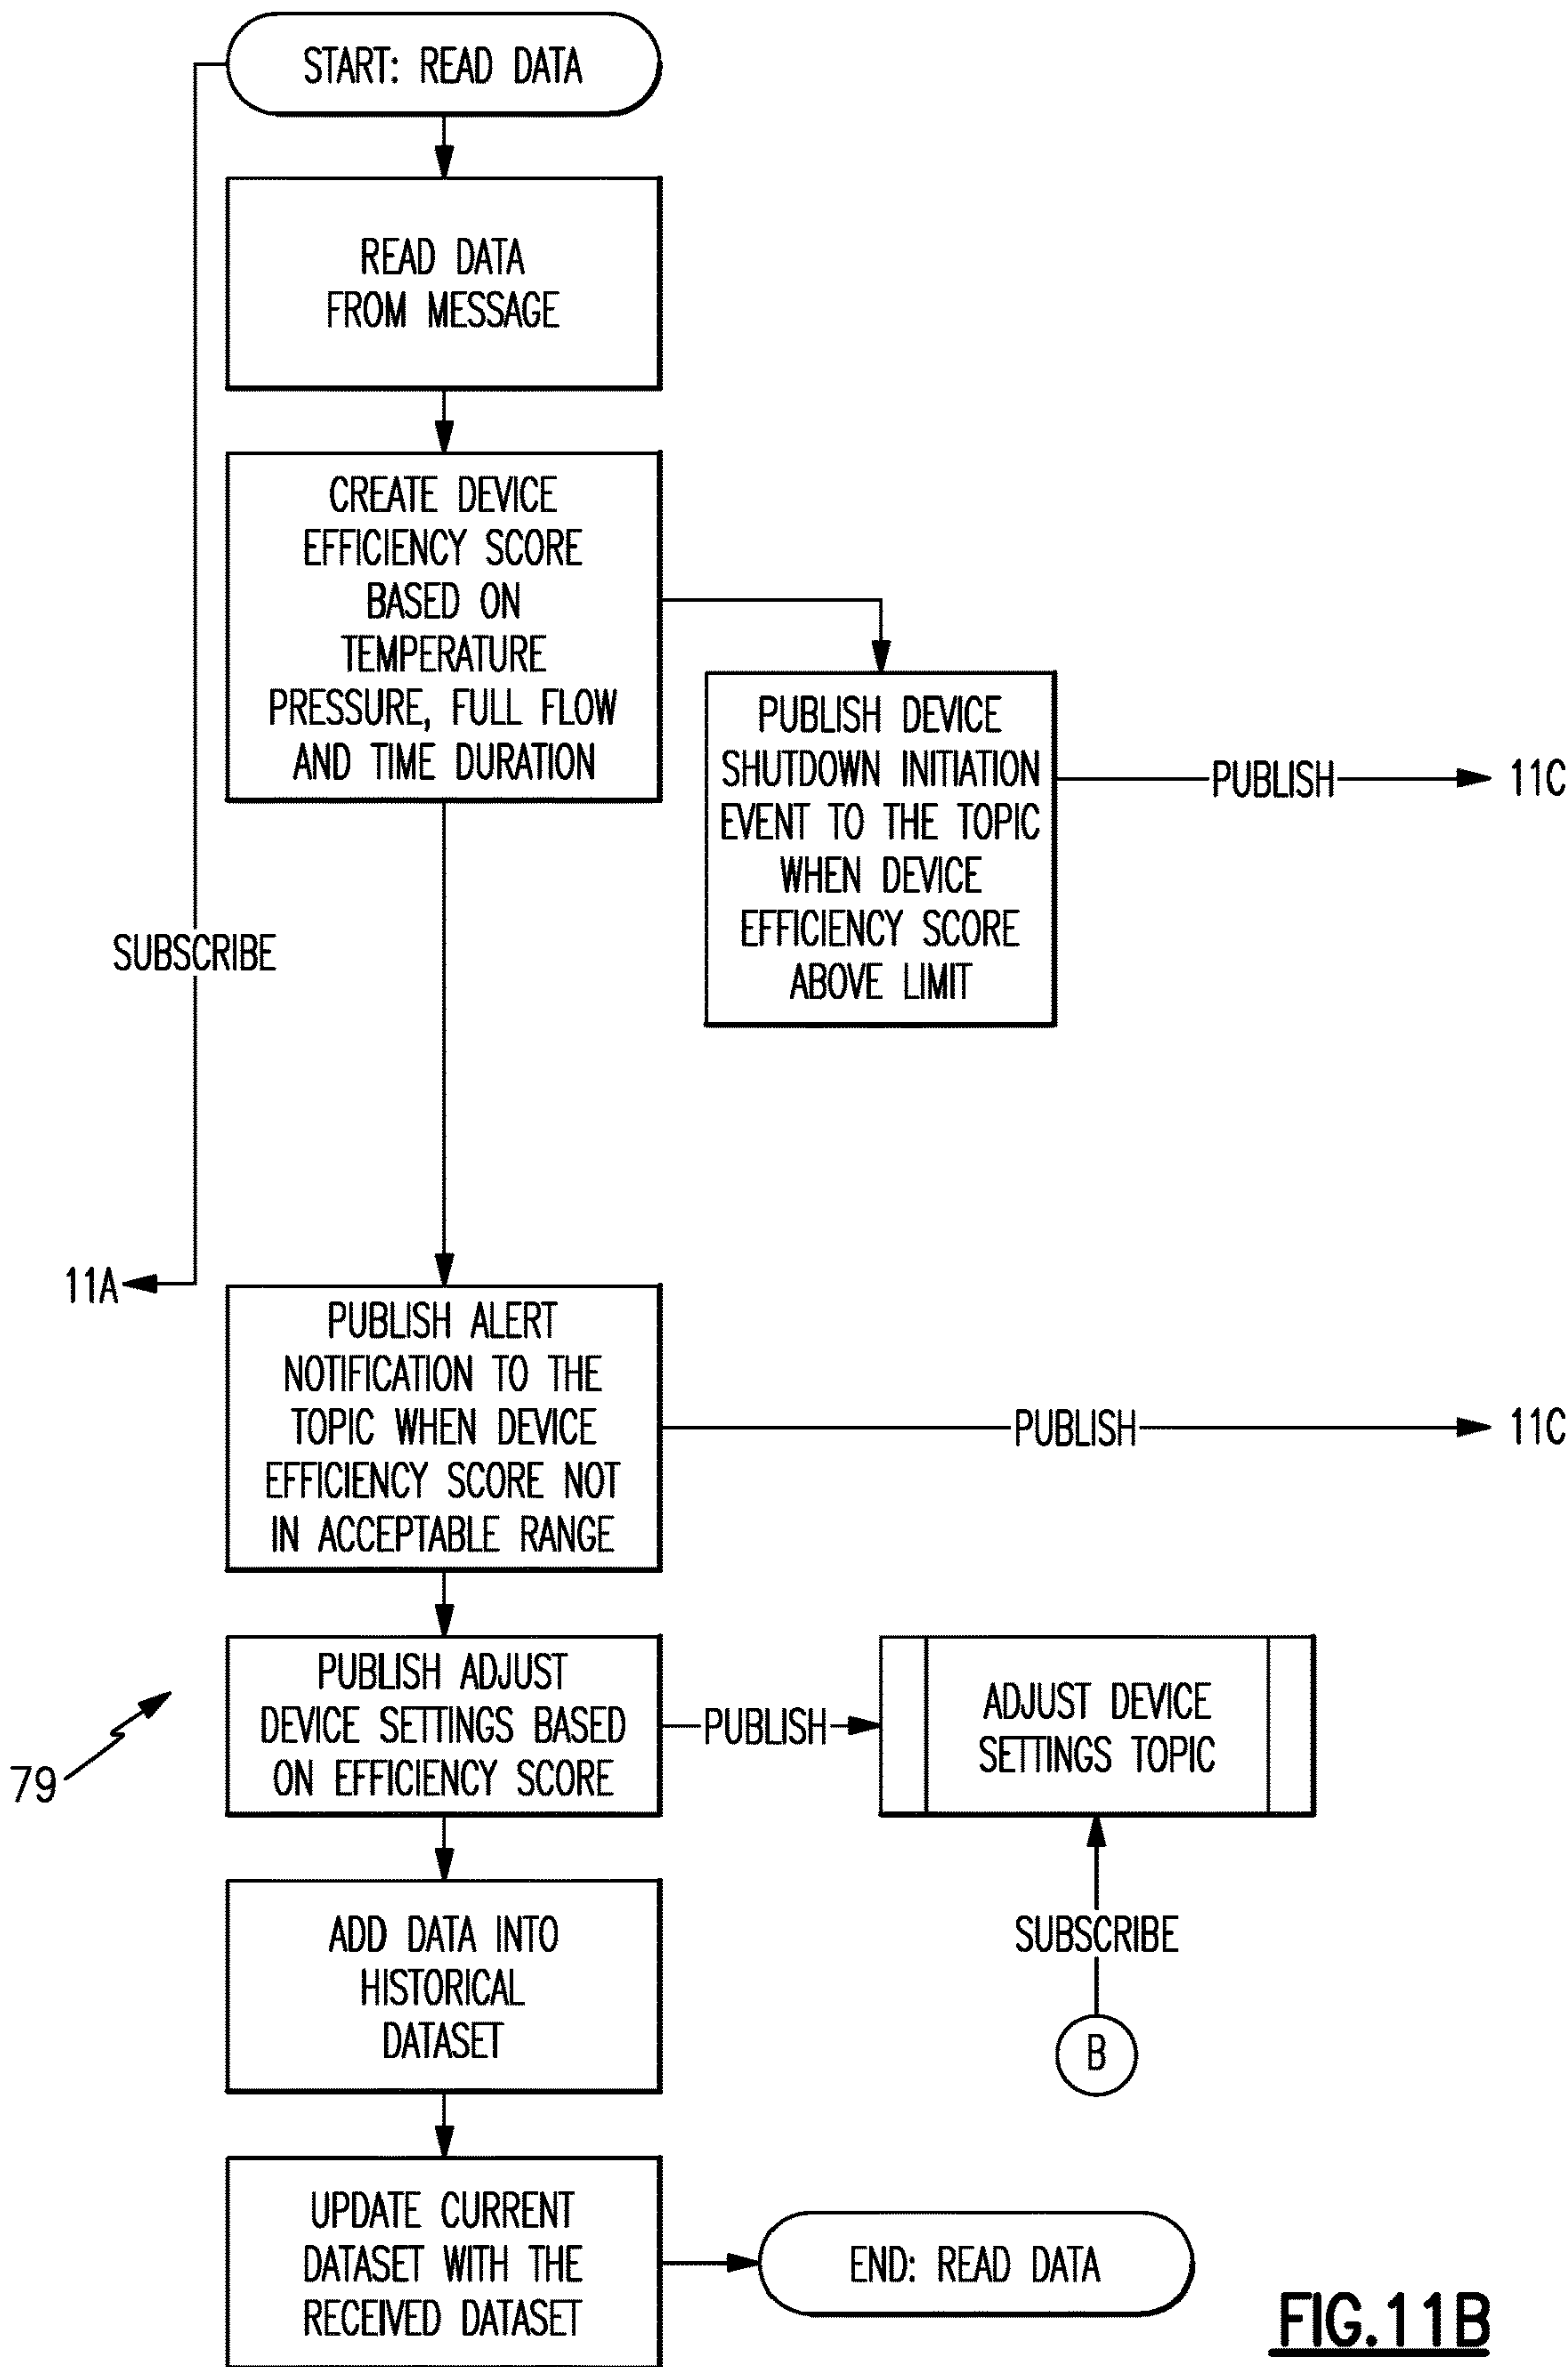 START: READ DATA
READ DATA
FROM MESSAGE
CREATE DEVICE
EFFICIENCY SCORE
BASED ON
TEMPERATURE
PRESSURE, FULL FLOW
AND TIME DURATION
PUBLISH DEVICE
SHUTDOWN INITIATION
EVENT TO THE TOPIC
WHEN DEVICE
EFFICIENCY SCORE
ABOVE LIMIT
PUBLISH
11C
SUBSCRIBE
11A
PUBLISH ALERT
NOTIFICATION TO THE
TOPIC WHEN DEVICE
EFFICIENCY SCORE NOT
IN ACCEPTABLE RANGE
PUBLISH
11C
79
PUBLISH ADJUST
DEVICE SETTINGS BASED
ON EFFICIENCY SCORE
PUBLISH
ADJUST DEVICE
SETTINGS TOPIC
SUBSCRIBE
B
ADD DATA INTO
HISTORICAL
DATASET
UPDATE CURRENT
DATASET WITH THE
RECEIVED DATASET
END: READ DATA
FIG.11B